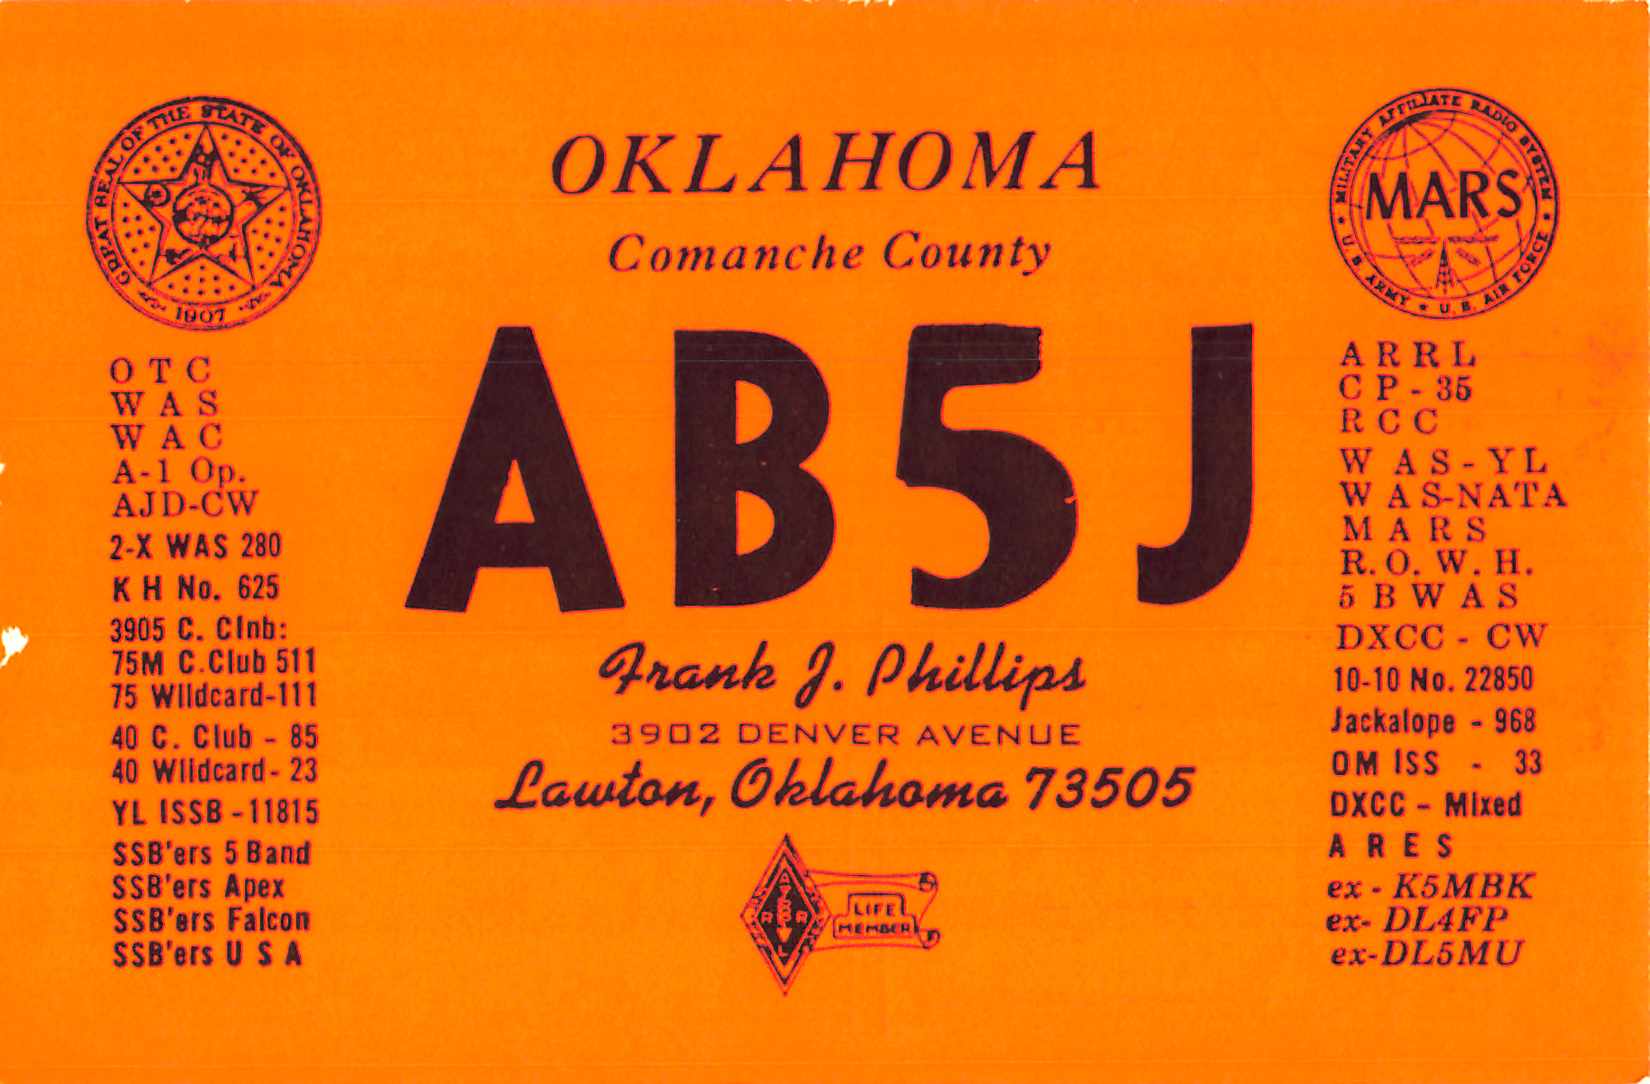 GREAT SEAL OF THE STATE OF OKLAHOMA
1907
OKLAHOMA
Comanche County
MILITARY AFFILIATE RADIO SYSTEM
MARS
U.S. ARMY ★ U.S. AIR FORCE
AB5J
OTC
WAS
WAC
A-1 Op.
AJD-CW
2-X WAS 280
K H No. 625
3905 C. Clnb:
75M C.Club 511
75 Wildcard-111
40 C. Club - 85
40 Wildcard- 23
YL ISSB -11815
SSB'ers 5 Band
SSB'ers Apex
SSB'ers Falcon
SSB'ers U S A
Frank J. Phillips
3902 DENVER AVENUE
Lawton, Oklahoma 73505
ARRL
LIFE
MEMBER
ARRL
CP-35
RCC
WAS-YL
WAS-NATA
MARS
R.O.W.H.
5BWAS
DXCC - CW
10-10 No. 22850
Jackalope - 968
OM ISS - 33
DXCC - Mixed
ARES
ex - K5MBK
ex- DL4FP
ex-DL5MU